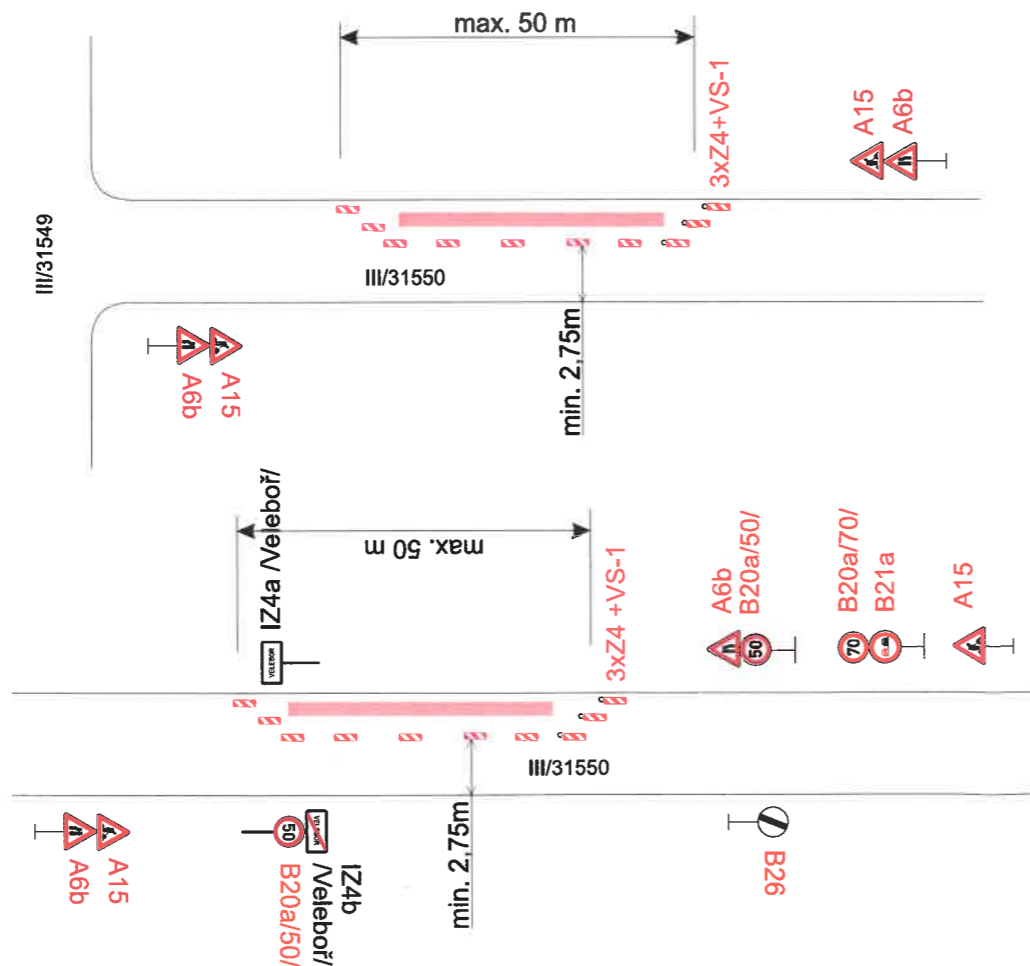 max. 50 m
3xZ4+VS-1
A15
A6b
III/31549
III/31550
min. 2,75m
A6b
A15
IZ4a /Veleboř/
VELEBOR
max. 50 m
3xZ4 +VS-1
A6b
B20a/50/
50
B20a/70/
B21a
70
A15
III/31550
min. 2,75m
A6b
A15
50
VELEBOR
IZ4b
/Veleboř/
B20a/50/
B26